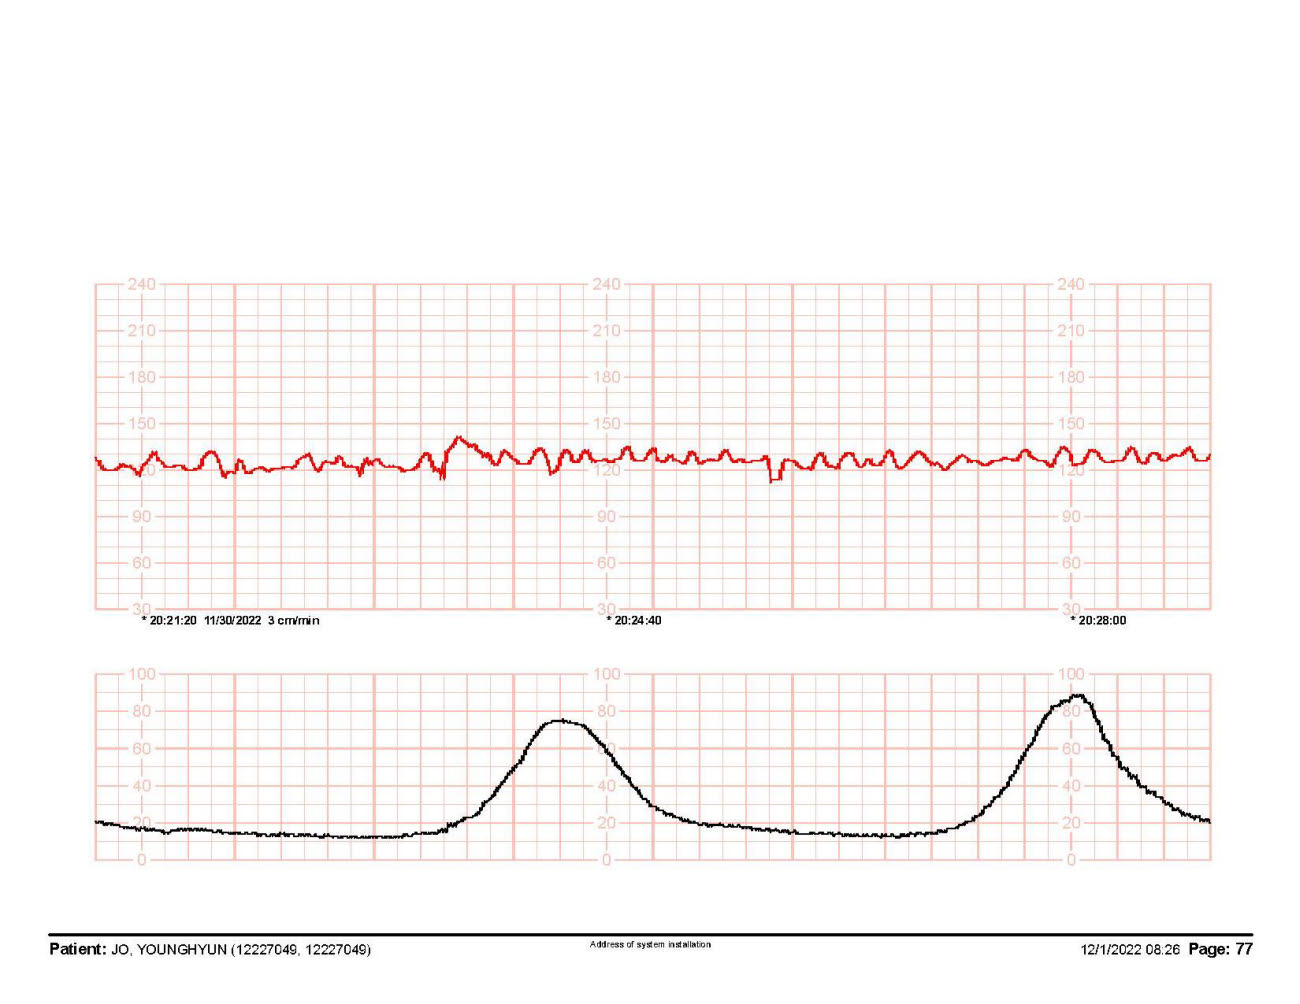 240 240 240
210 210 210
180 180 180
150 150 150
120 120 120
90 90 90
60 60 60
30 30 30
* 20:21:20 11/30/2022 3 cm/min * 20:24:40 * 20:28:00
100 100 100
80 80 80
60 60 60
40 40 40
20 20 20
0 0 0
Patient: JO, YOUNGHYUN (12227049, 12227049) Address of system installation 12/1/2022 08:26 Page: 77